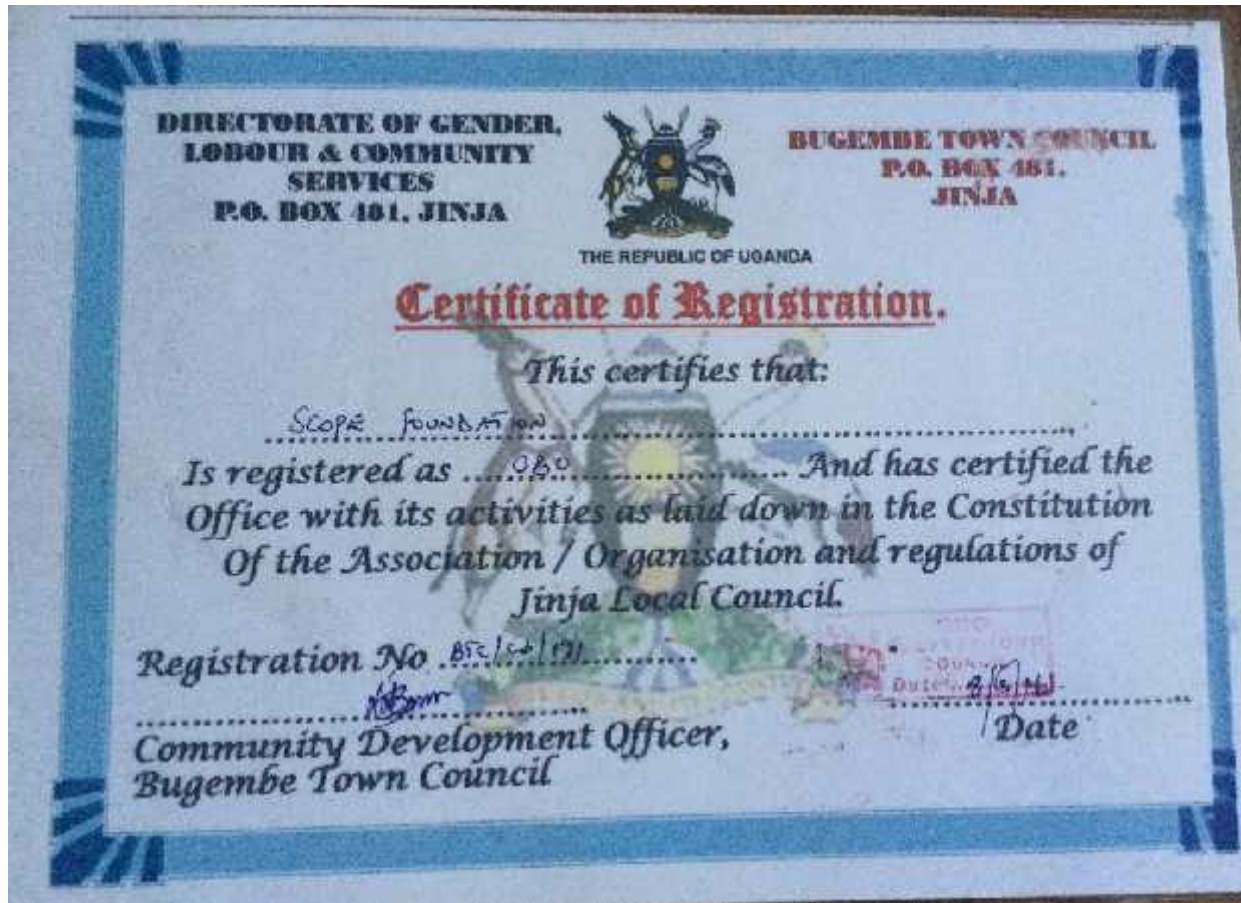 DIRECTORATE OF GENDER,
LOBOUR & COMMUNITY
SERVICES
P.O. BOX 481, JINJA
BUGEMBE TOWN COUNCIL
P.O. BOX 481.
JINJA
THE REPUBLIC OF UGANDA
Certificate of Registration.
This certifies that:
SCOPE FOUNDATION
Is registered as ........................ And has certified the
Office with its activities as laid down in the Constitution
Of the Association / Organisation and regulations of
Jinja Local Council.
Registration No
Community Development Officer,
Date
Bugembe Town Council